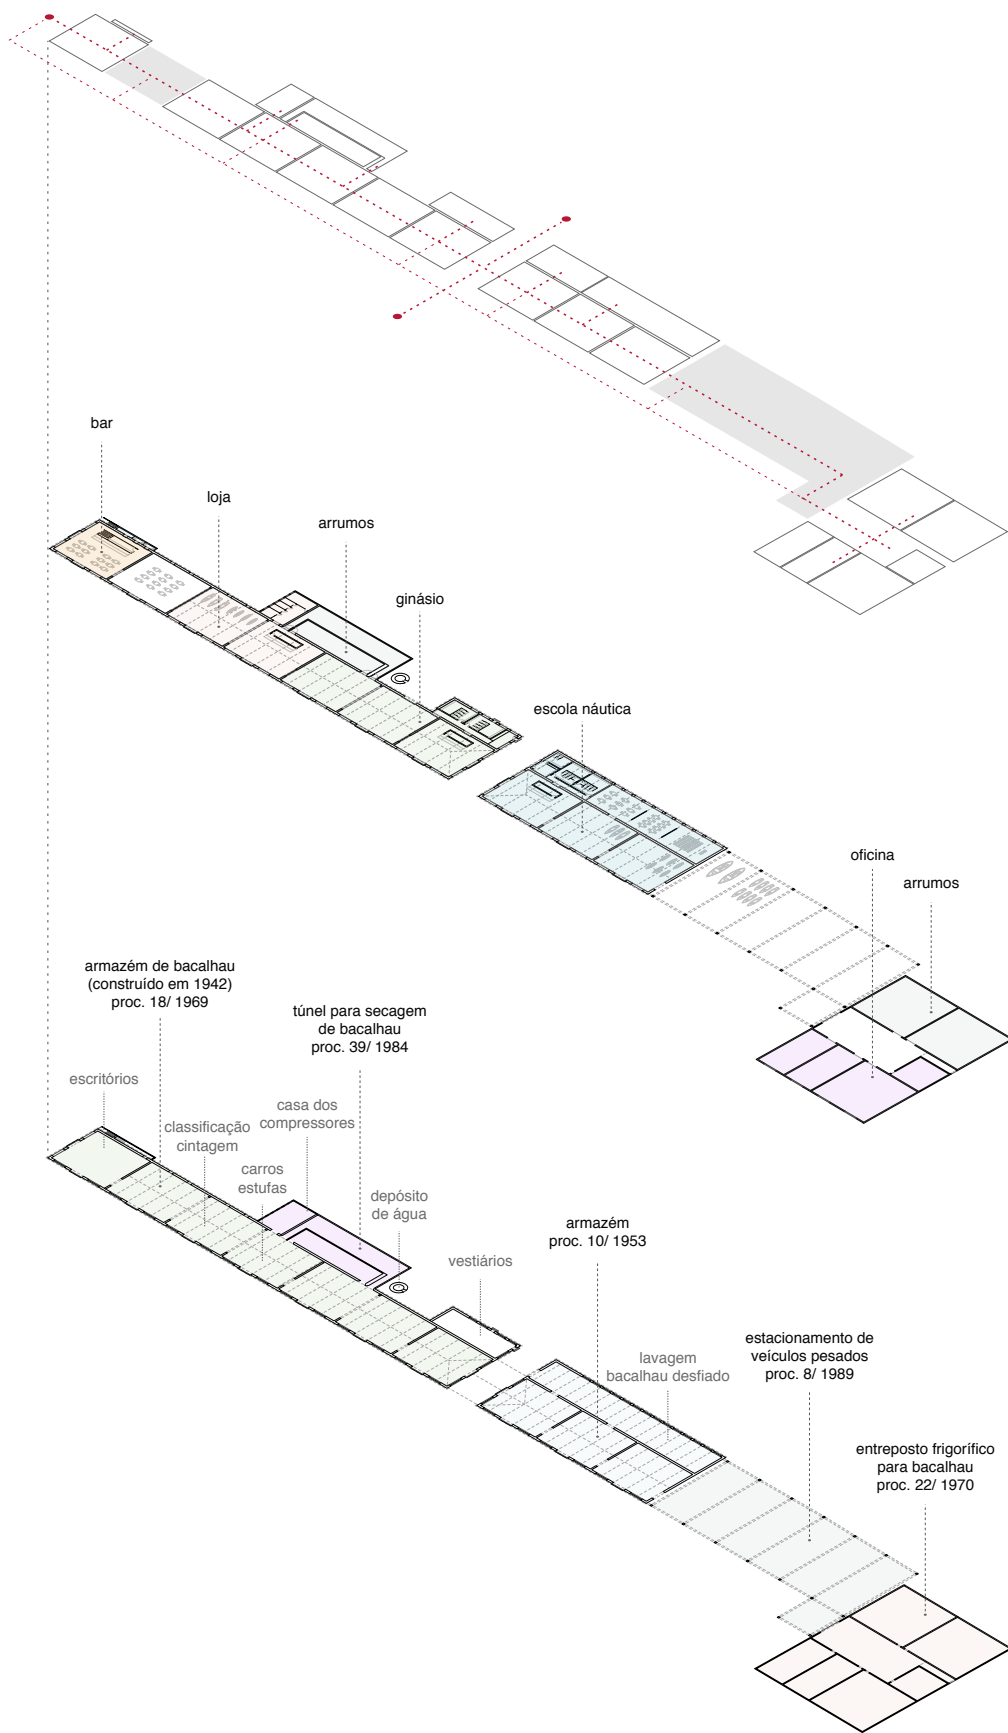 bar
loja
arrumos
ginásio
escola náutica
oficina
arrumos
armazém de bacalhau
(construído em 1942)
proc. 18/ 1969
túnel para secagem
de bacalhau
proc. 39/ 1984
escritórios
classificação
cintagem
casa dos
compressores
carros
estufas
depósito
de água
vestiários
armazém
proc. 10/ 1953
lavagem
bacalhau desfiado
estacionamento de
veículos pesados
proc. 8/ 1989
entreposto frigorífico
para bacalhau
proc. 22/ 1970